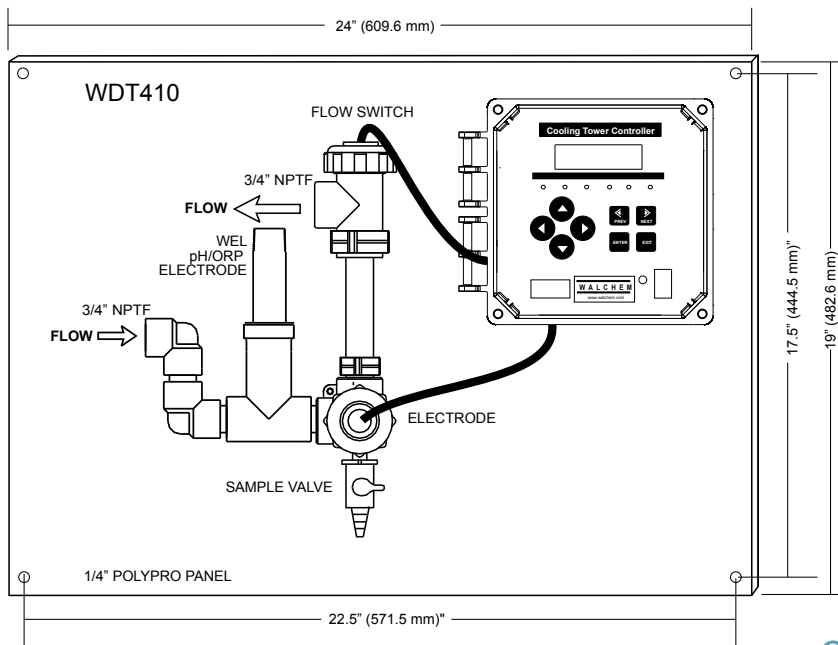 24” (609.6 mm)
WDT410
FLOW SWITCH
Cooling Tower Controller
3/4” NPTF
FLOW
WEL
pH/ORP
ELECTRODE
PREV
NEXT
ENTER
EXIT
WALCHEM
www.walchem.com
3/4” NPTF
FLOW
ELECTRODE
SAMPLE VALVE
1/4” POLYPRO PANEL
22.5” (571.5 mm)"
17.5” (444.5 mm)"
19” (482.6 mm)